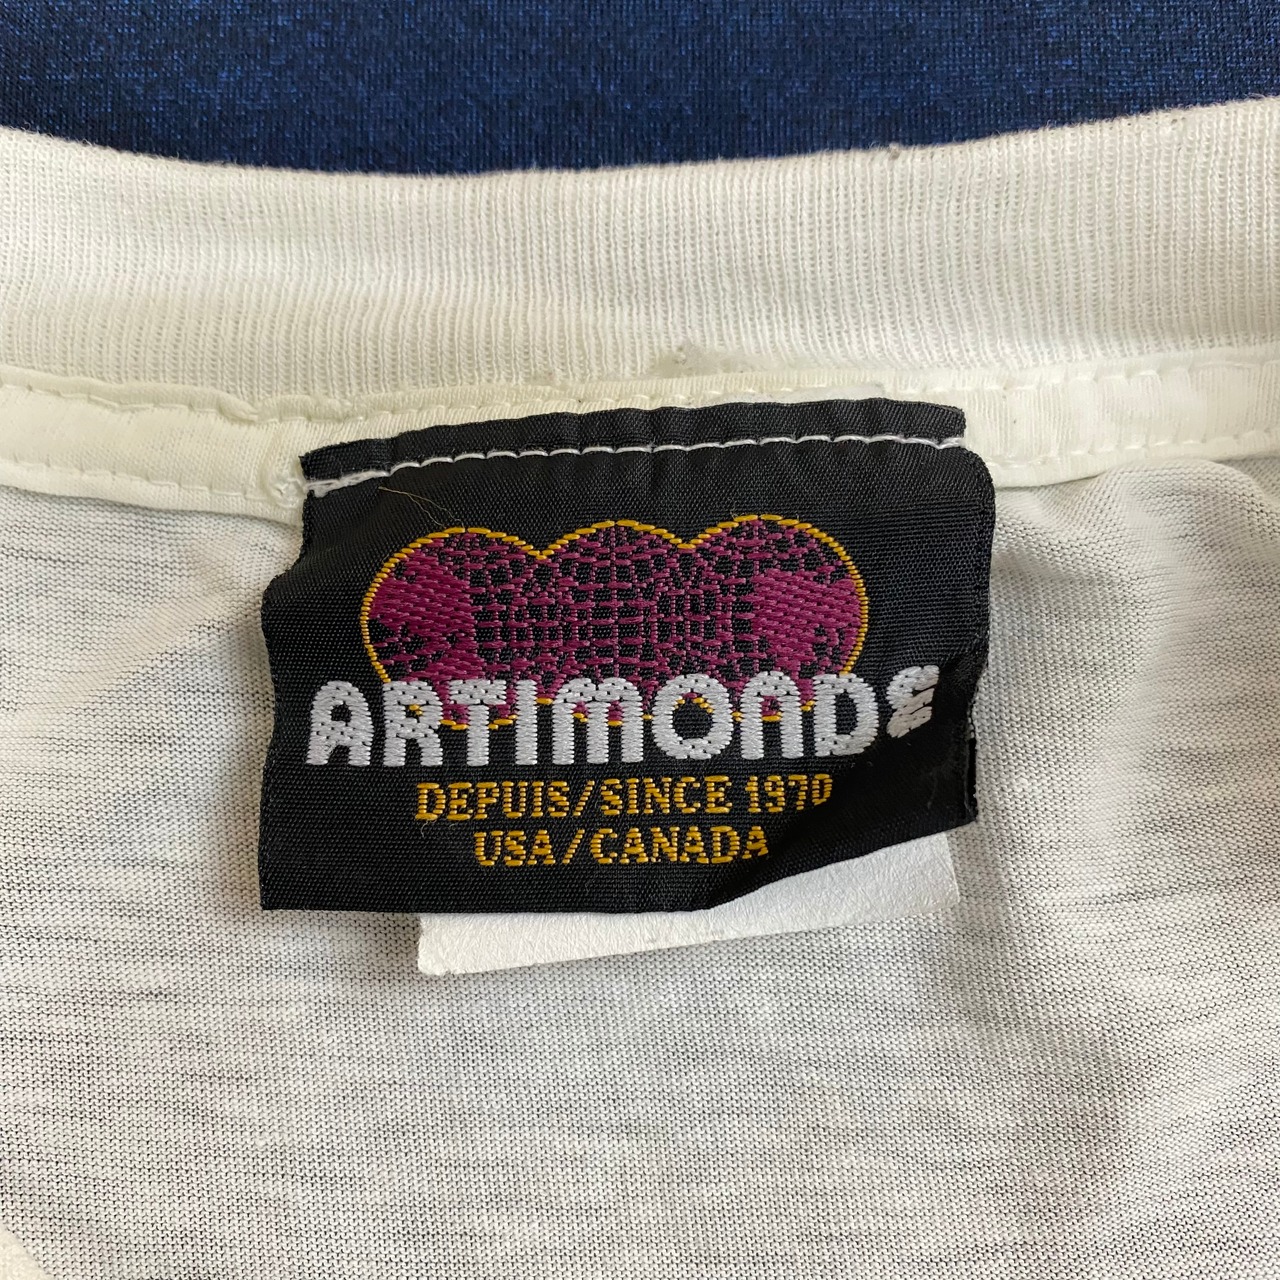 ARTIMONDE
DEPUIS/SINCE 1970
USA/CANADA